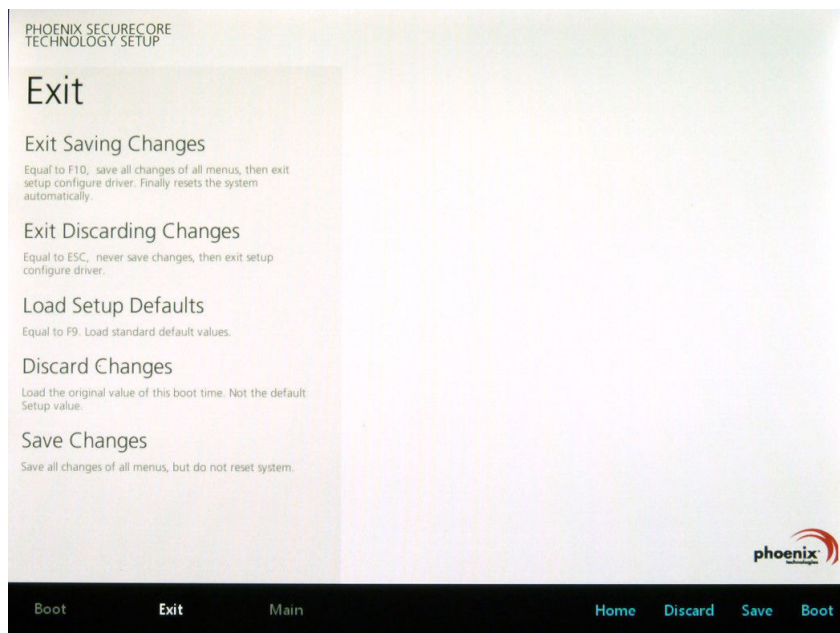 PHOENIX SECURECORE
TECHNOLOGY SETUP
Exit
Exit Saving Changes
Equal to F10, save all changes of all menus, then exit
setup configure driver. Finally resets the system
automatically.
Exit Discarding Changes
Equal to ESC, never save changes, then exit setup
configure driver.
Load Setup Defaults
Equal to F9. Load standard default values.
Discard Changes
Load the original value of this boot time. Not the default
Setup value.
Save Changes
Save all changes of all menus, but do not reset system.
phoenix
technologies
Boot Exit Main Home Discard Save Boot